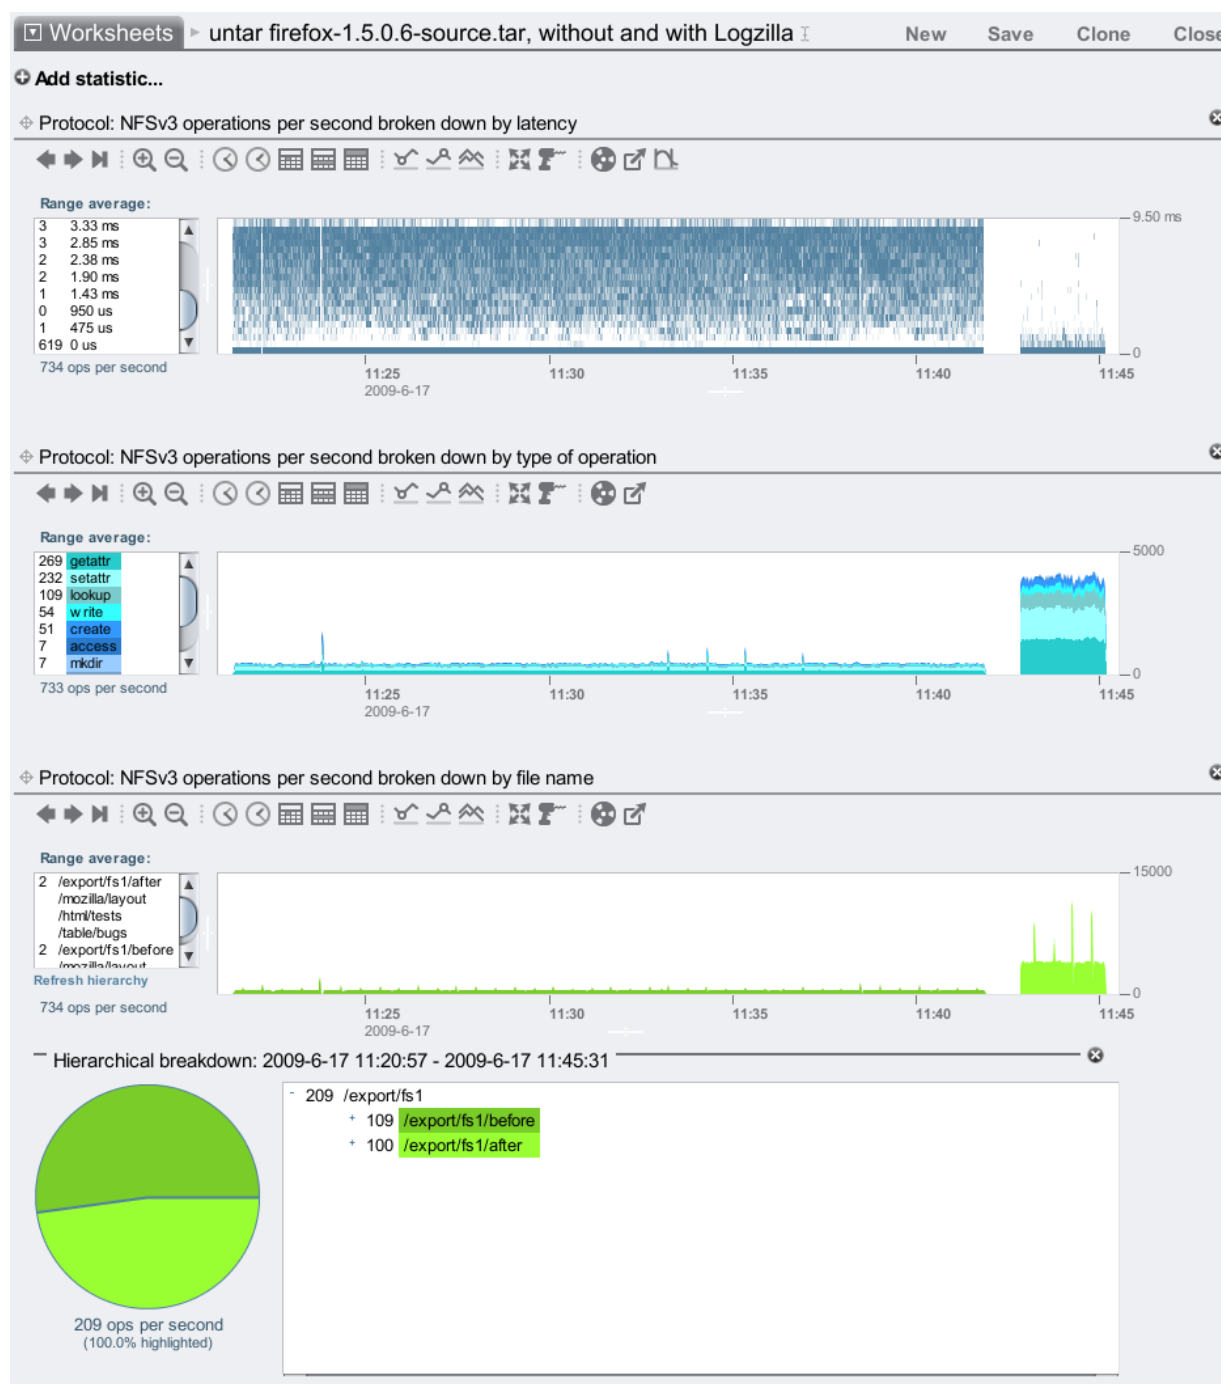 Worksheets untar firefox-1.5.0.6-source.tar, without and with Logzilla New Save Clone Close
Add statistic...
Protocol: NFSv3 operations per second broken down by latency
Range average:
3 3.33 ms
3 2.85 ms
2 2.38 ms
2 1.90 ms
1 1.43 ms
0 950 us
1 475 us
619 0 us
734 ops per second
9.50 ms
0
11:25 11:30 11:35 11:40 11:45
2009-6-17
Protocol: NFSv3 operations per second broken down by type of operation
Range average:
269 getattr
232 setattr
109 lookup
54 write
51 create
7 access
7 mkdir
733 ops per second
5000
0
11:25 11:30 11:35 11:40 11:45
2009-6-17
Protocol: NFSv3 operations per second broken down by file name
Range average:
2 /export/fs1/after
/mozilla/layout
/html/tests
/table/bugs
2 /export/fs1/before
/mozilla/layout
Refresh hierarchy
734 ops per second
15000
0
11:25 11:30 11:35 11:40 11:45
2009-6-17
Hierarchical breakdown: 2009-6-17 11:20:57 - 2009-6-17 11:45:31
- 209 /export/fs1
+ 109 /export/fs1/before
+ 100 /export/fs1/after
209 ops per second
(100.0% highlighted)